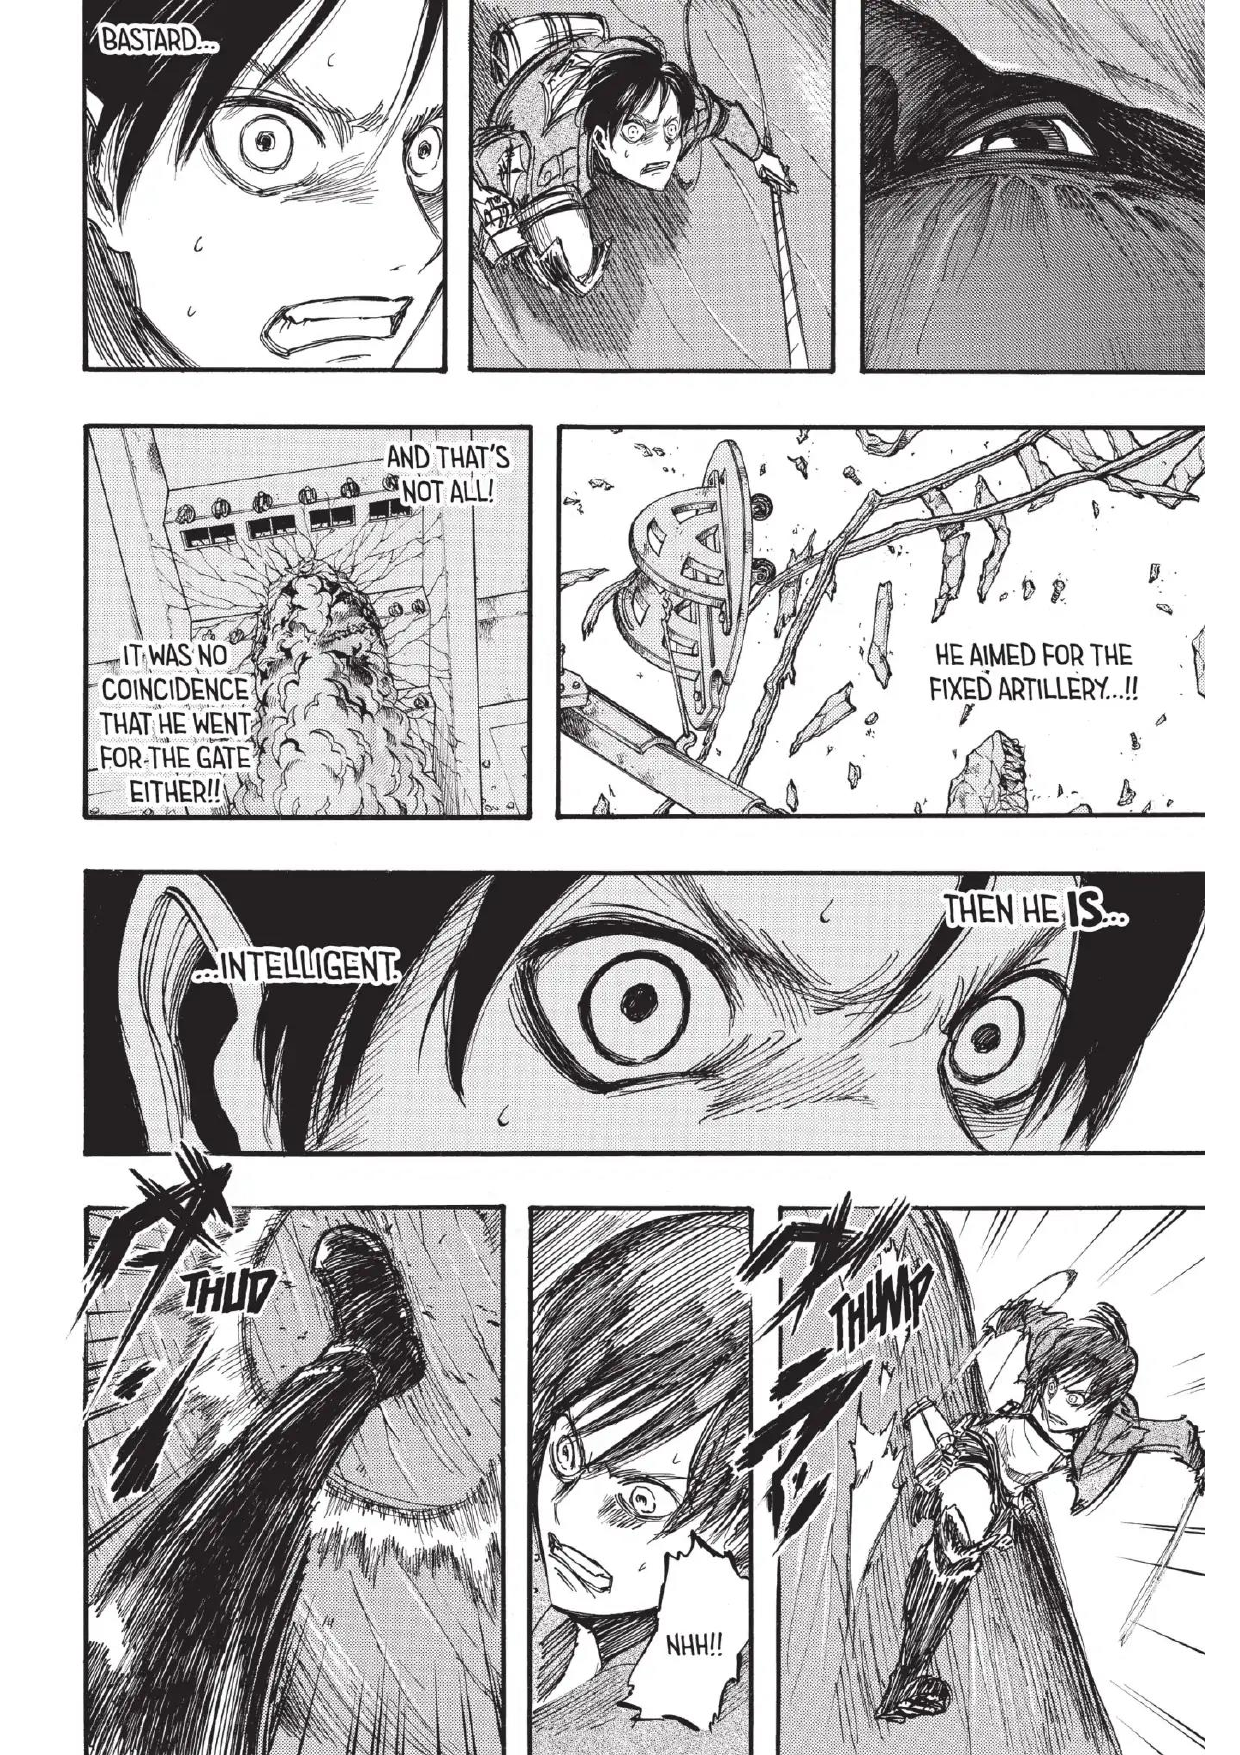 BASTARD...
AND THAT'S
NOT ALL!
IT WAS NO
COINCIDENCE
THAT HE WENT
FOR THE GATE
EITHER!!
HE AIMED FOR THE
FIXED ARTILLERY...!!
THEN HE IS...
...INTELLIGENT.
THUD
NHH!!
THUMP